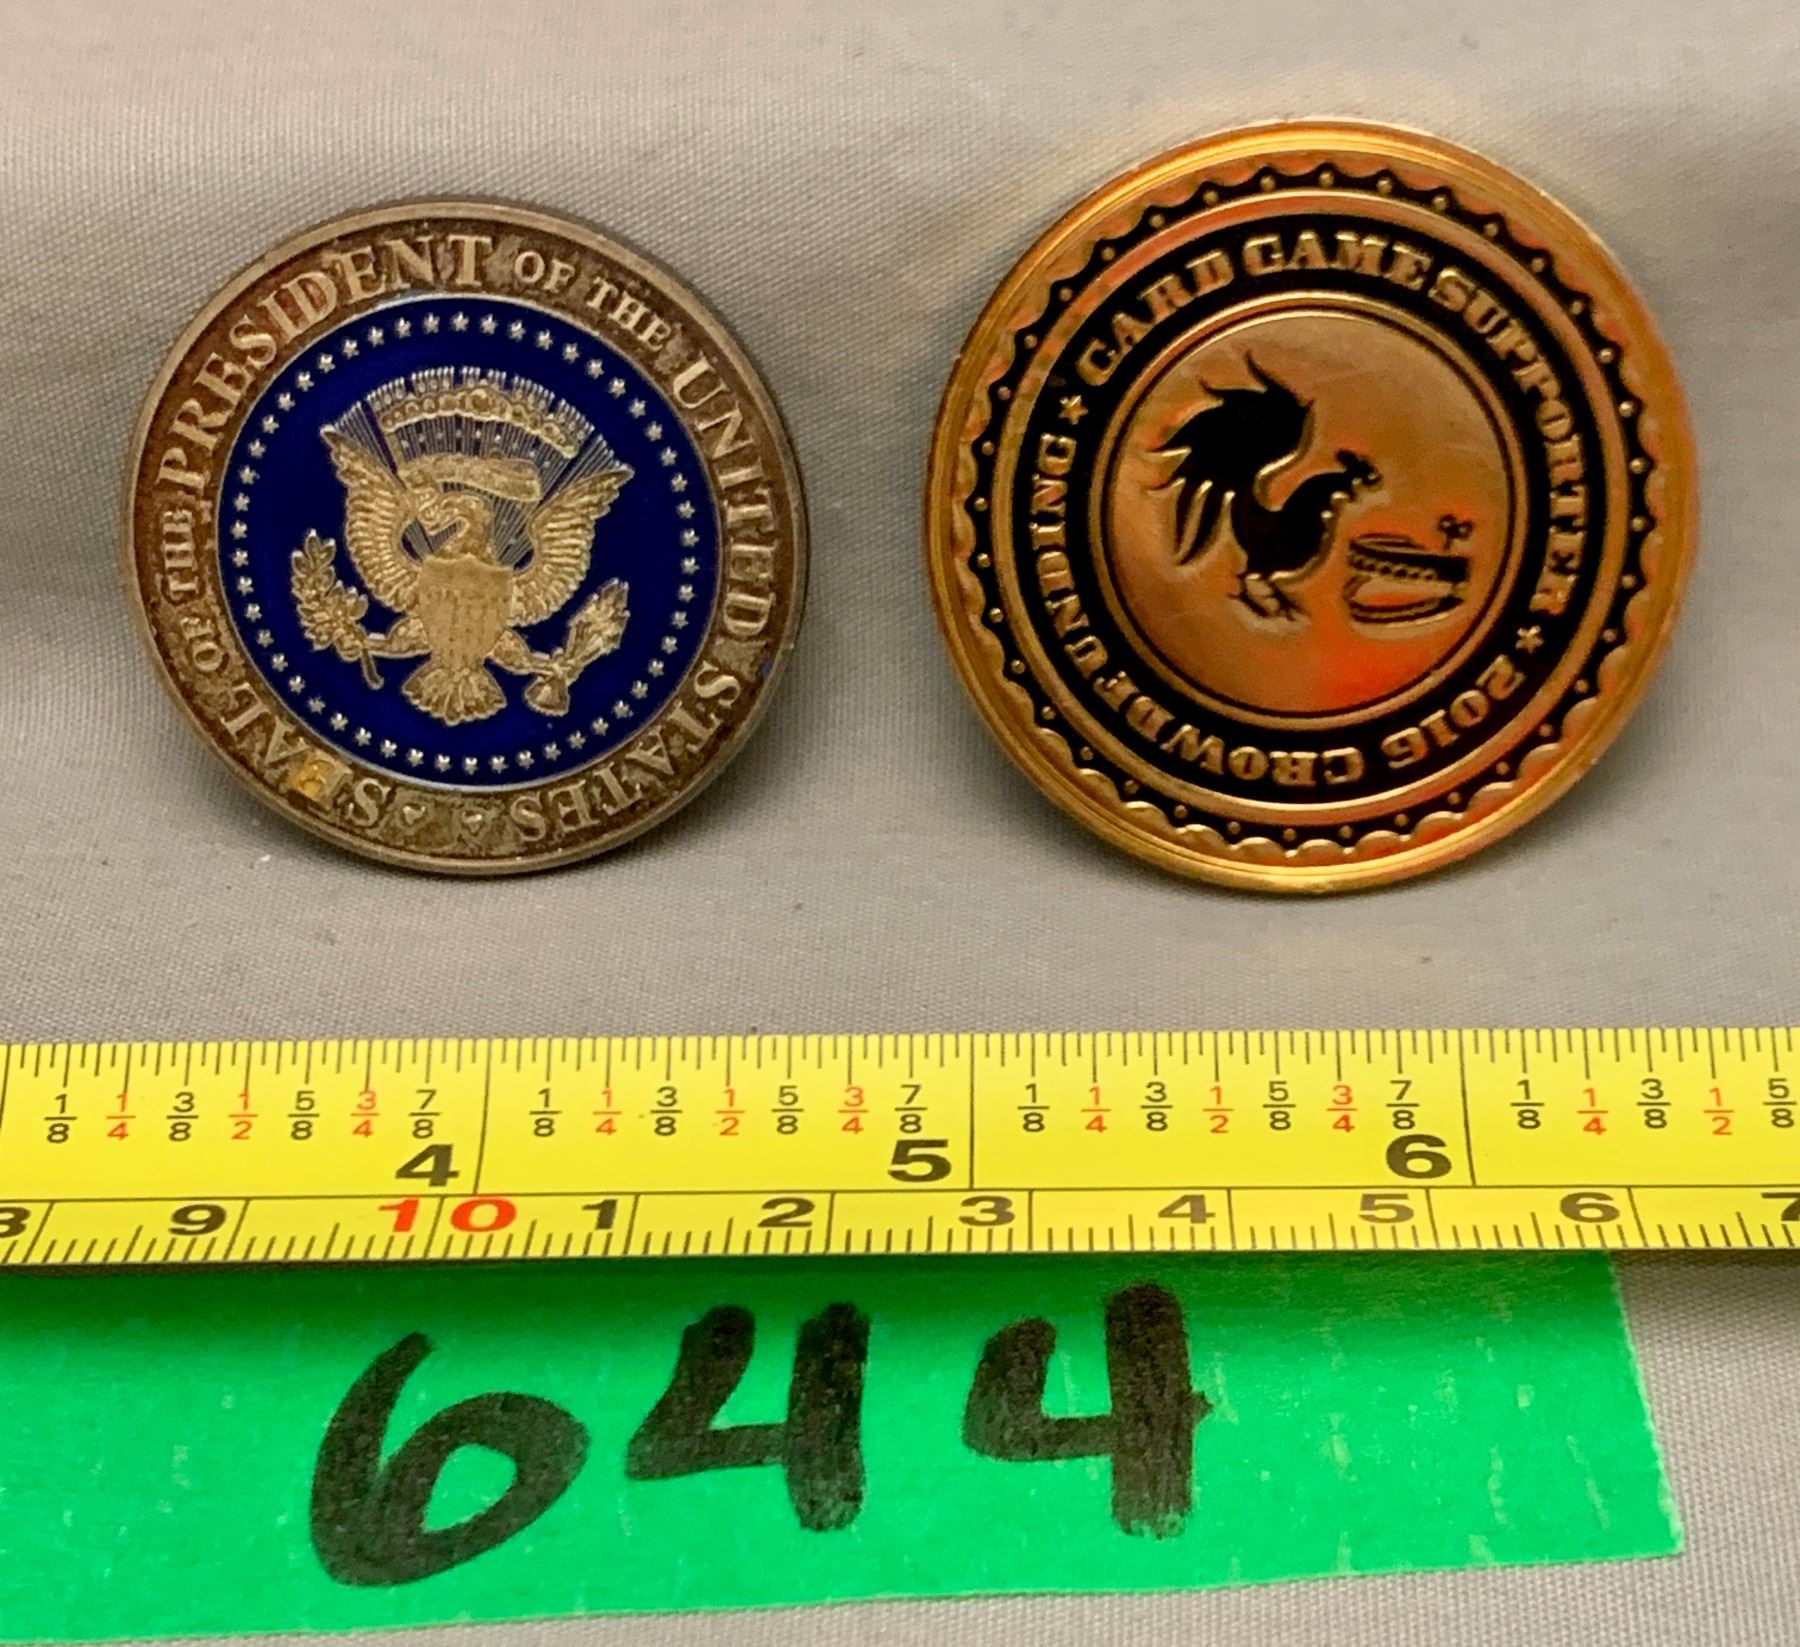 SEAL OF THE PRESIDENT OF THE UNITED STATES
CARD GAME SUPPORTER ★ 2016 CROWDFUNDING ★
1/8 1/4 3/8 1/2 5/8 3/4 7/8 1/8 1/4 3/8 1/2 5/8 3/4 7/8 1/8 1/4 3/8 1/2 5/8 3/4 7/8 1/8 1/4 3/8 1/2 5/8
4 5 6
8 9 10 1 2 3 4 5 6 7
644